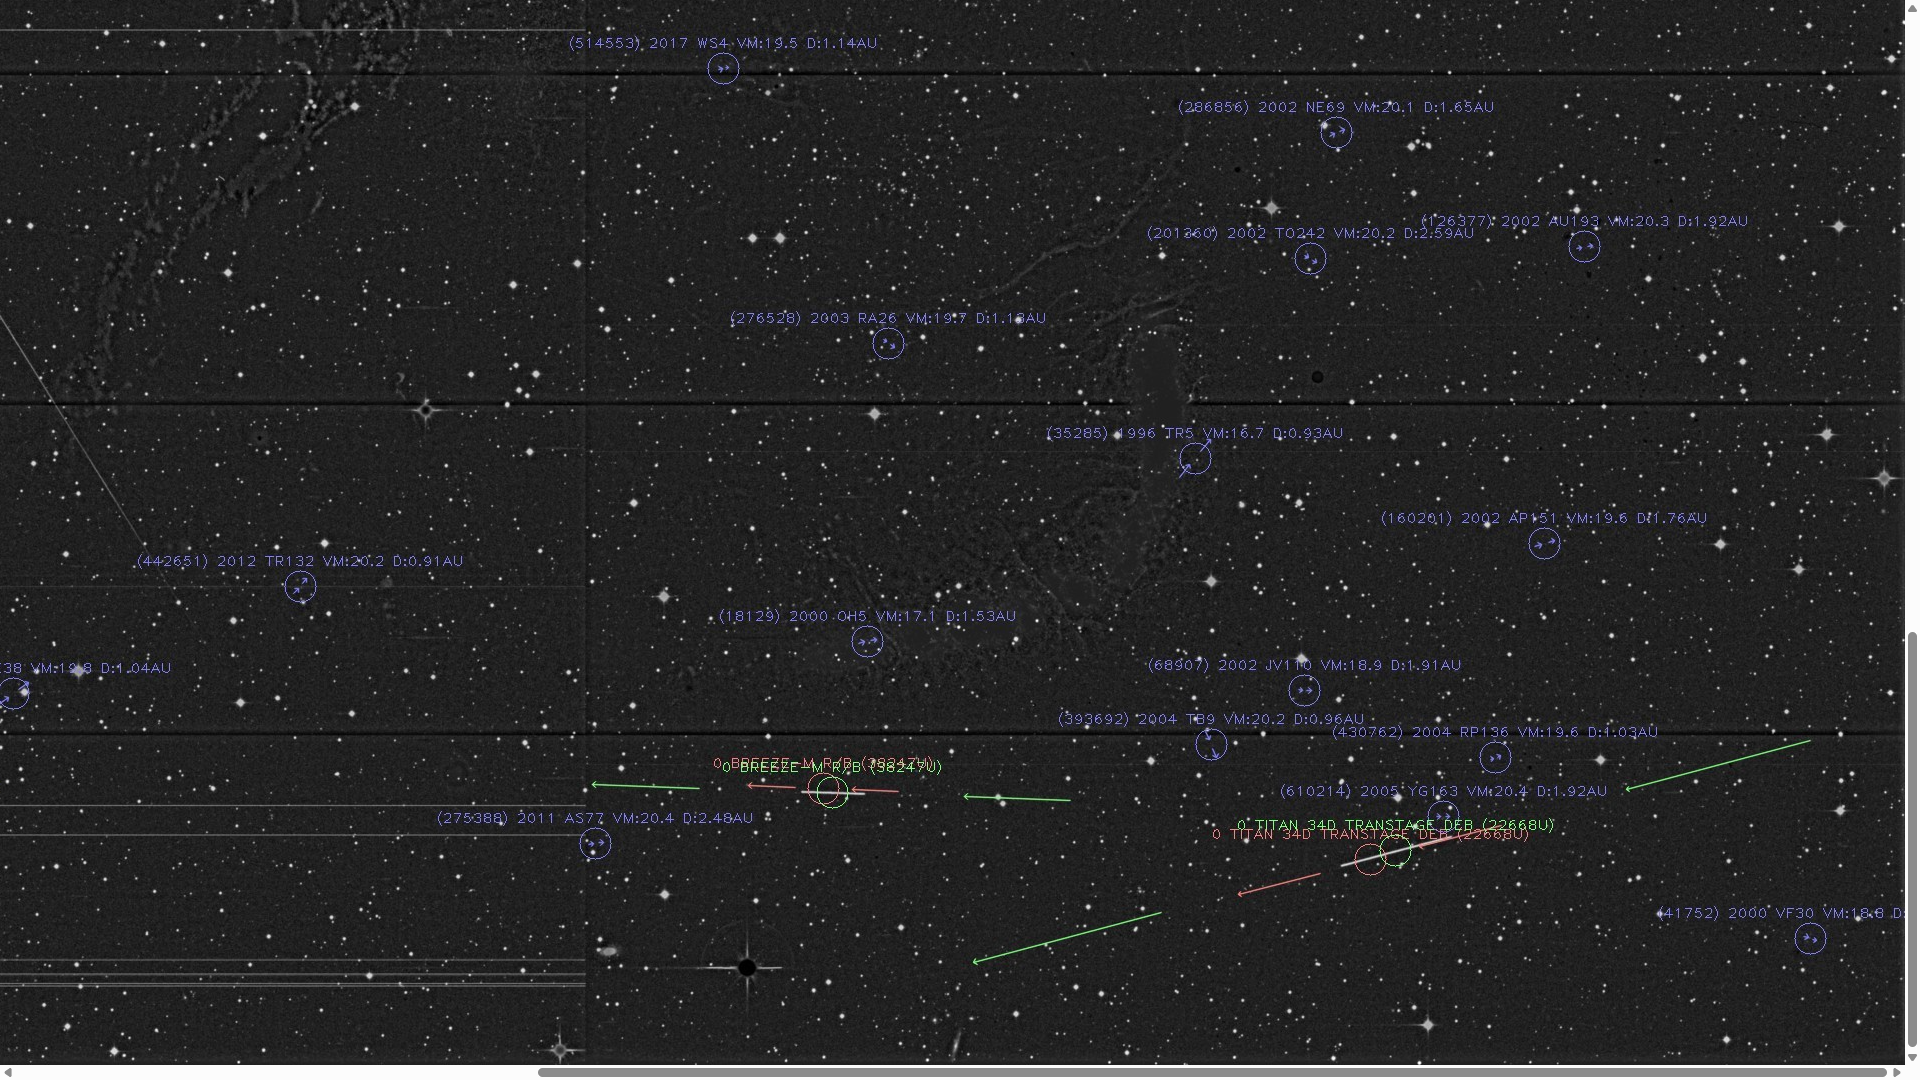 (514553) 2017 WS4 VM:19.5 D:1.14AU
(286856) 2002 NE69 VM:20.1 D:1.65AU
(126377) 2002 AU193 VM:20.3 D:1.92AU
(201360) 2002 TO242 VM:20.2 D:2.59AU
(276528) 2003 RA26 VM:19.7 D:1.13AU
(35285) 1996 TR5 VM:16.7 D:0.93AU
(160201) 2002 AP151 VM:19.6 D:1.76AU
(442651) 2012 TR132 VM:20.2 D:0.91AU
(18129) 2000 OH5 VM:17.1 D:1.53AU
38 VM:19.8 D:1.04AU
(68907) 2002 JV110 VM:18.9 D:1.91AU
(393692) 2004 TB9 VM:20.2 D:0.96AU
(430762) 2004 RP136 VM:19.6 D:1.03AU
0 BREEZE-M R/B (38247U)
0 BREEZE-M R/B (38247U)
(610214) 2005 YG163 VM:20.4 D:1.92AU
(275388) 2011 AS77 VM:20.4 D:2.48AU
0 TITAN 34D TRANSTAGE DEB (22668U)
0 TITAN 34D TRANSTAGE DEB (22668U)
(41752) 2000 VF30 VM:18.8 D: